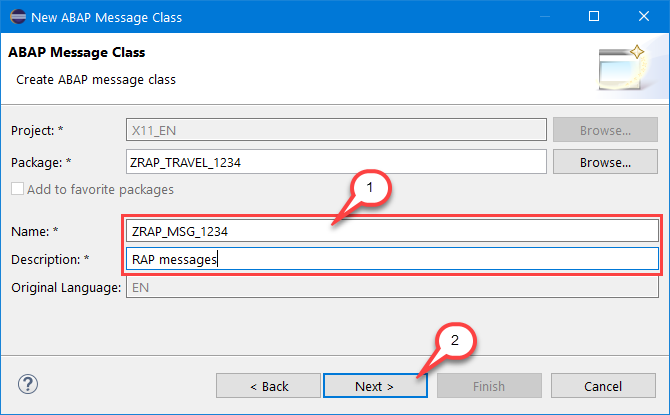 New ABAP Message Class
ABAP Message Class
Create ABAP message class
Project: * X11_EN Browse...
Package: * ZRAP_TRAVEL_1234 Browse...
Add to favorite packages
1
Name: * ZRAP_MSG_1234
Description: * RAP messages
Original Language: EN
2
? < Back Next > Finish Cancel